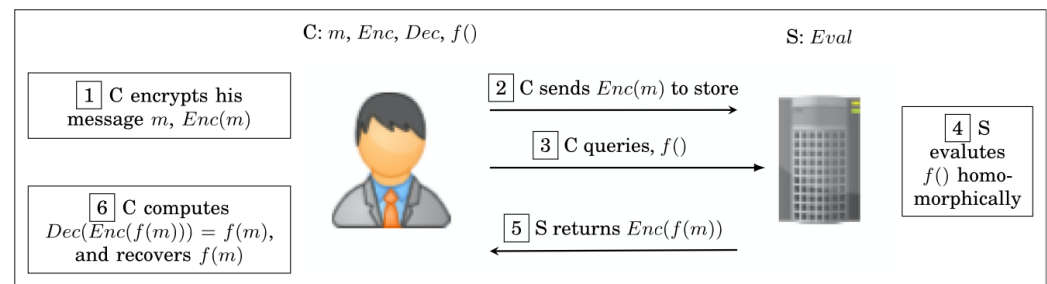 C: m, Enc, Dec, f()
S: Eval
1 C encrypts his
message m, Enc(m)
2 C sends Enc(m) to store
3 C queries, f()
4 S
evalutes
f() homo-
morphically
5 S returns Enc(f(m))
6 C computes
Dec(Enc(f(m))) = f(m),
and recovers f(m)